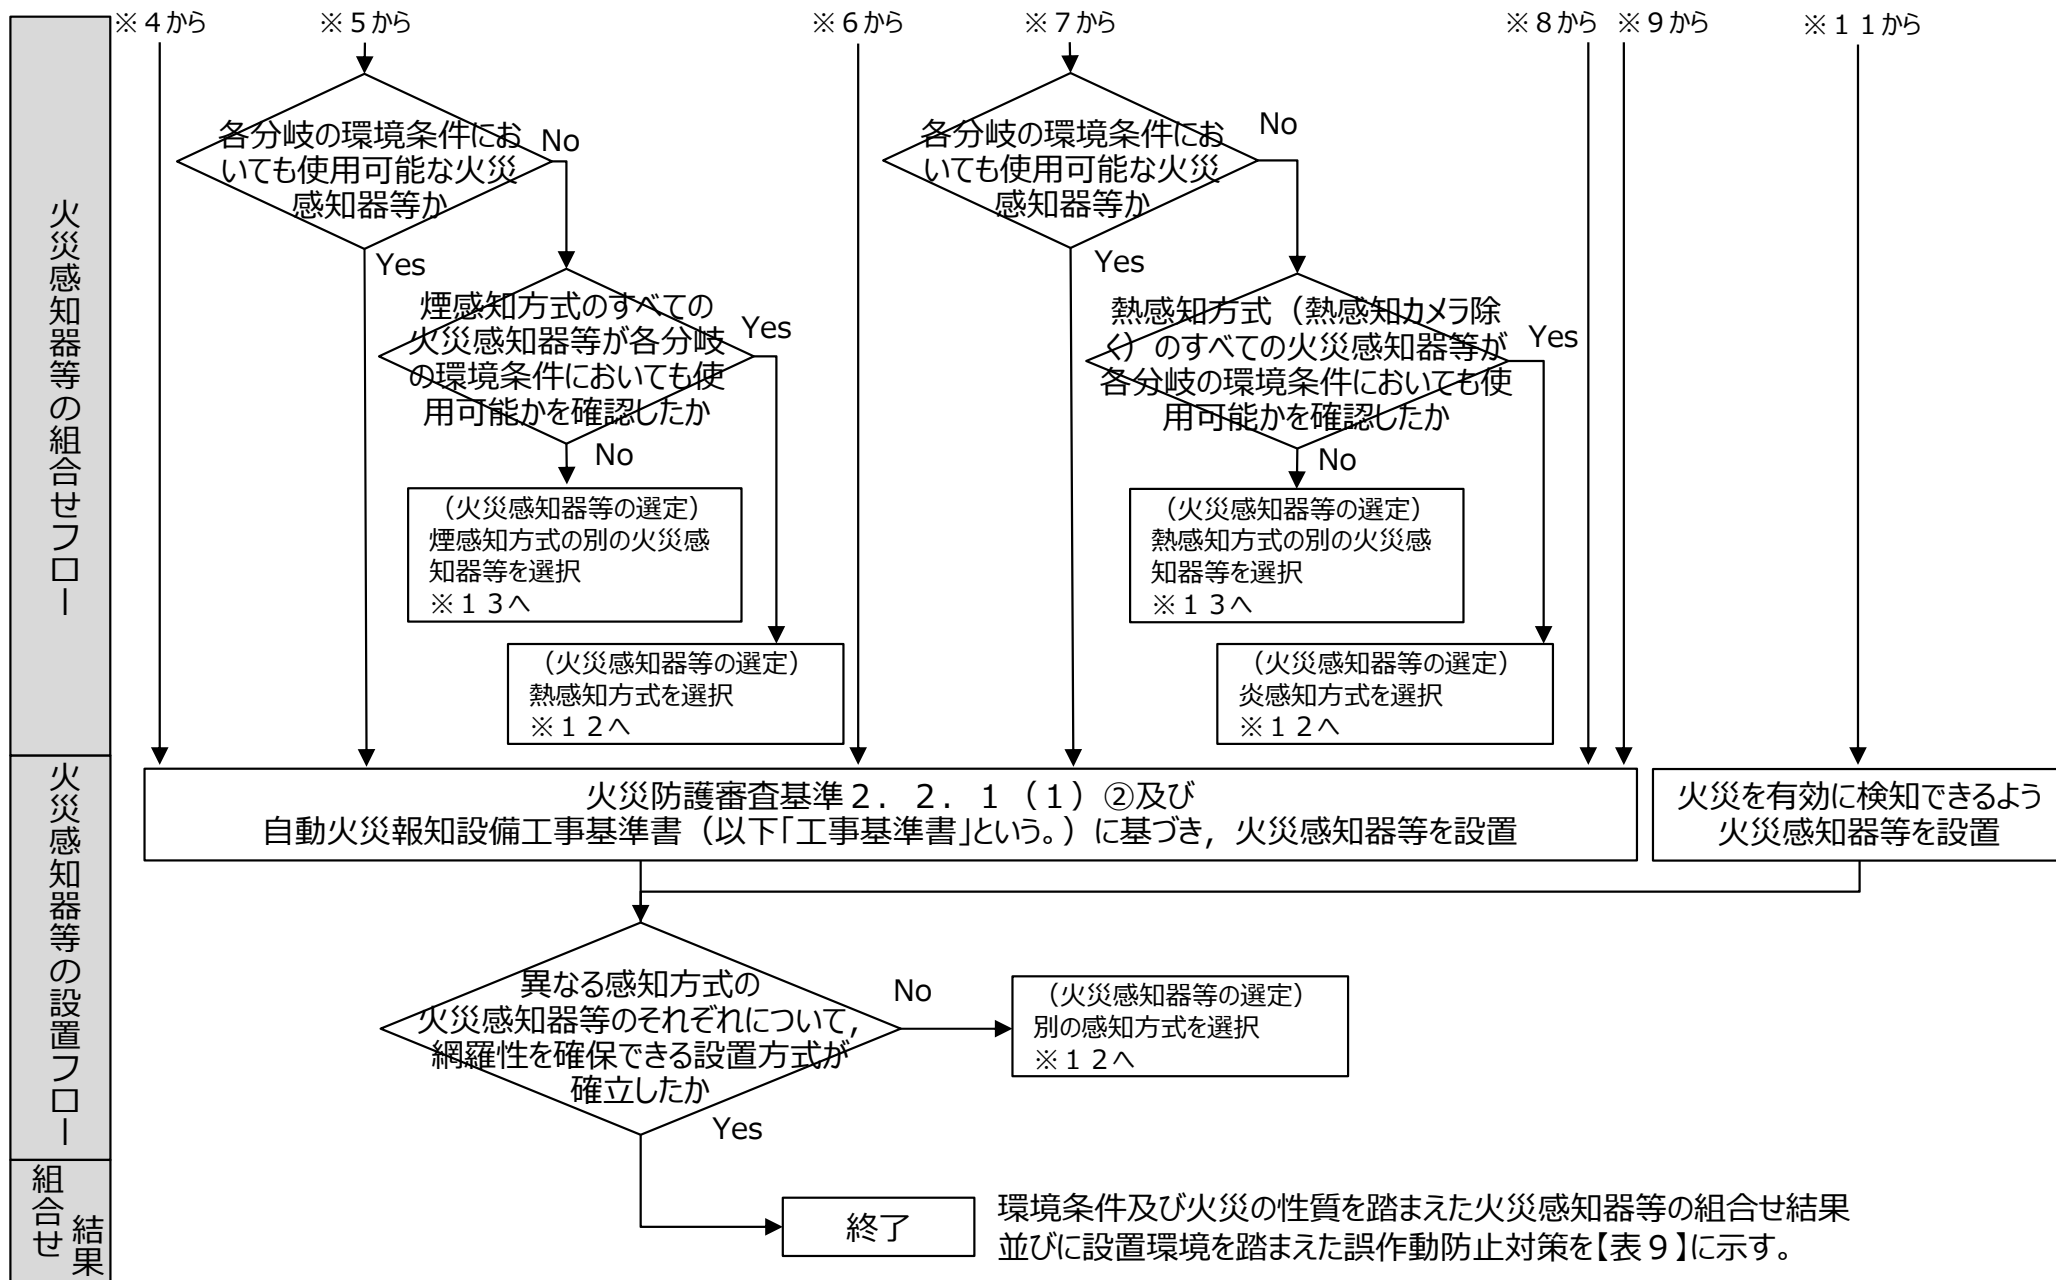 ※４から
※５から
※６から
※７から
※８から
※９から
※１１から
火災感知器等の組合せフロー
各分岐の環境条件にお
いても使用可能な火災
感知器等か
No
Yes
煙感知方式のすべての
火災感知器等が各分岐
の環境条件においても使
用可能かを確認したか
Yes
No
（火災感知器等の選定）
煙感知方式の別の火災感
知器等を選択
※１３へ
（火災感知器等の選定）
熱感知方式を選択
※１２へ
各分岐の環境条件にお
いても使用可能な火災
感知器等か
No
Yes
熱感知方式（熱感知カメラ除
く）のすべての火災感知器等が
各分岐の環境条件においても使
用可能かを確認したか
Yes
No
（火災感知器等の選定）
熱感知方式の別の火災感
知器等を選択
※１３へ
（火災感知器等の選定）
炎感知方式を選択
※１２へ
火災感知器等の設置フロー
火災防護審査基準２．２．１（１）②及び
自動火災報知設備工事基準書（以下「工事基準書」という。）に基づき，火災感知器等を設置
火災を有効に検知できるよう
火災感知器等を設置
異なる感知方式の
火災感知器等のそれぞれについて，
網羅性を確保できる設置方式が
確立したか
No
Yes
（火災感知器等の選定）
別の感知方式を選択
※１２へ
組合せ
結果
終了
環境条件及び火災の性質を踏まえた火災感知器等の組合せ結果
並びに設置環境を踏まえた誤作動防止対策を【表９】に示す。